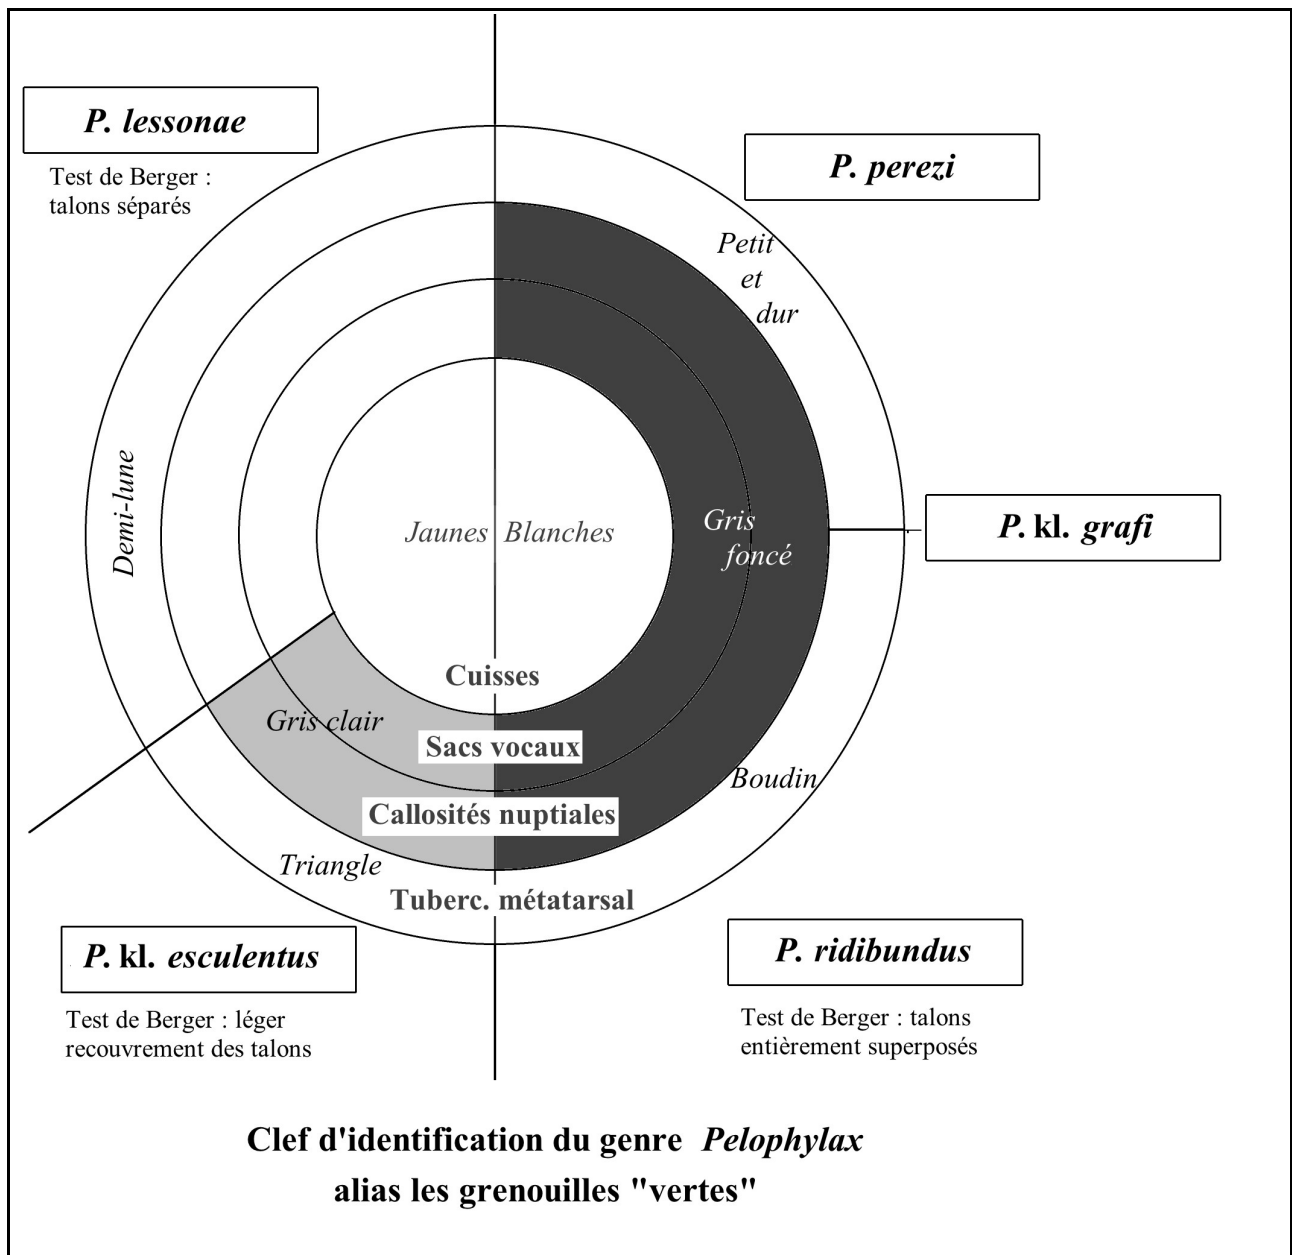 P. lessonae
Test de Berger :
talons séparés
P. perezi
Petit
et
dur
Demi-lune
Jaunes
Blanches
Gris
foncé
P. kl. grafi
Cuisses
Gris clair
Sacs vocaux
Boudin
Callosités nuptiales
Triangle
Tuberc. métatarsal
P. kl. esculentus
Test de Berger : léger
recouvrement des talons
P. ridibundus
Test de Berger : talons
entièrement superposés
Clef d'identification du genre Pelophylax
alias les grenouilles "vertes"